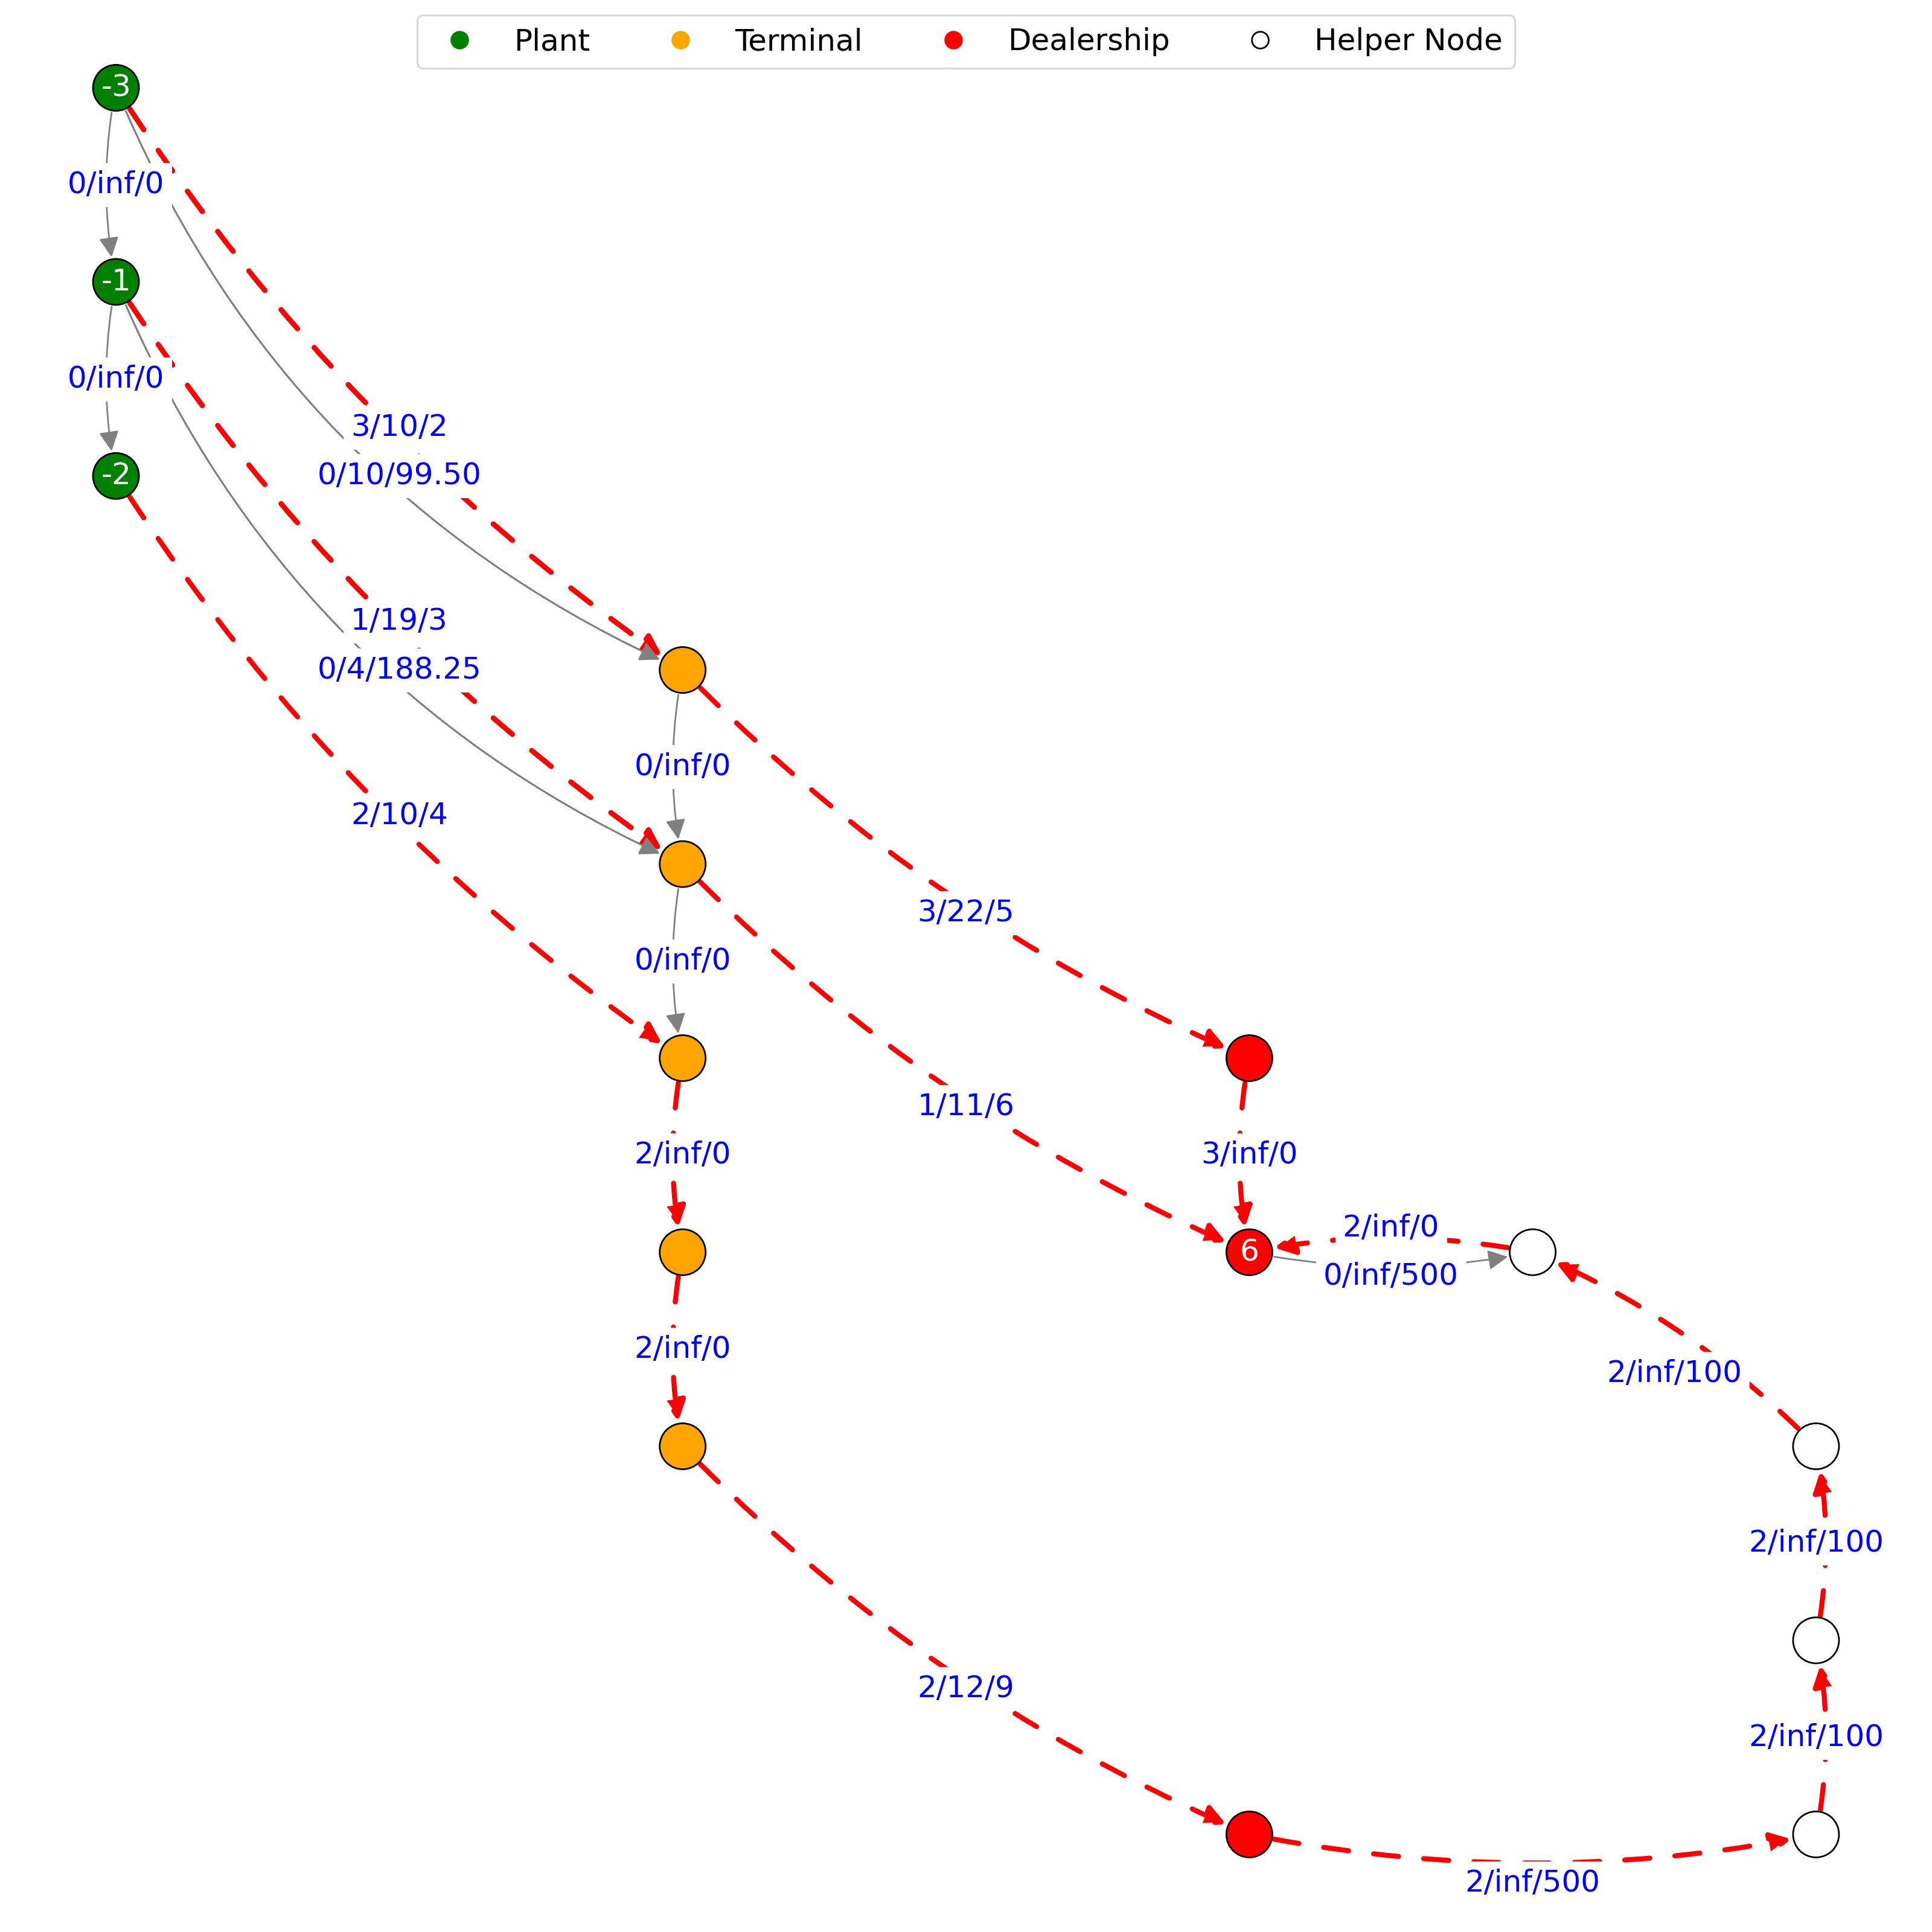 Plant Terminal Dealership Helper Node
-3
0/inf/0
-1
0/inf/0
3/10/2
0/10/99.50
-2
1/19/3
0/4/188.25
0/inf/0
2/10/4
3/22/5
0/inf/0
1/11/6
2/inf/0
3/inf/0
2/inf/0
6
0/inf/500
2/inf/0
2/inf/100
2/inf/100
2/12/9
2/inf/100
2/inf/500